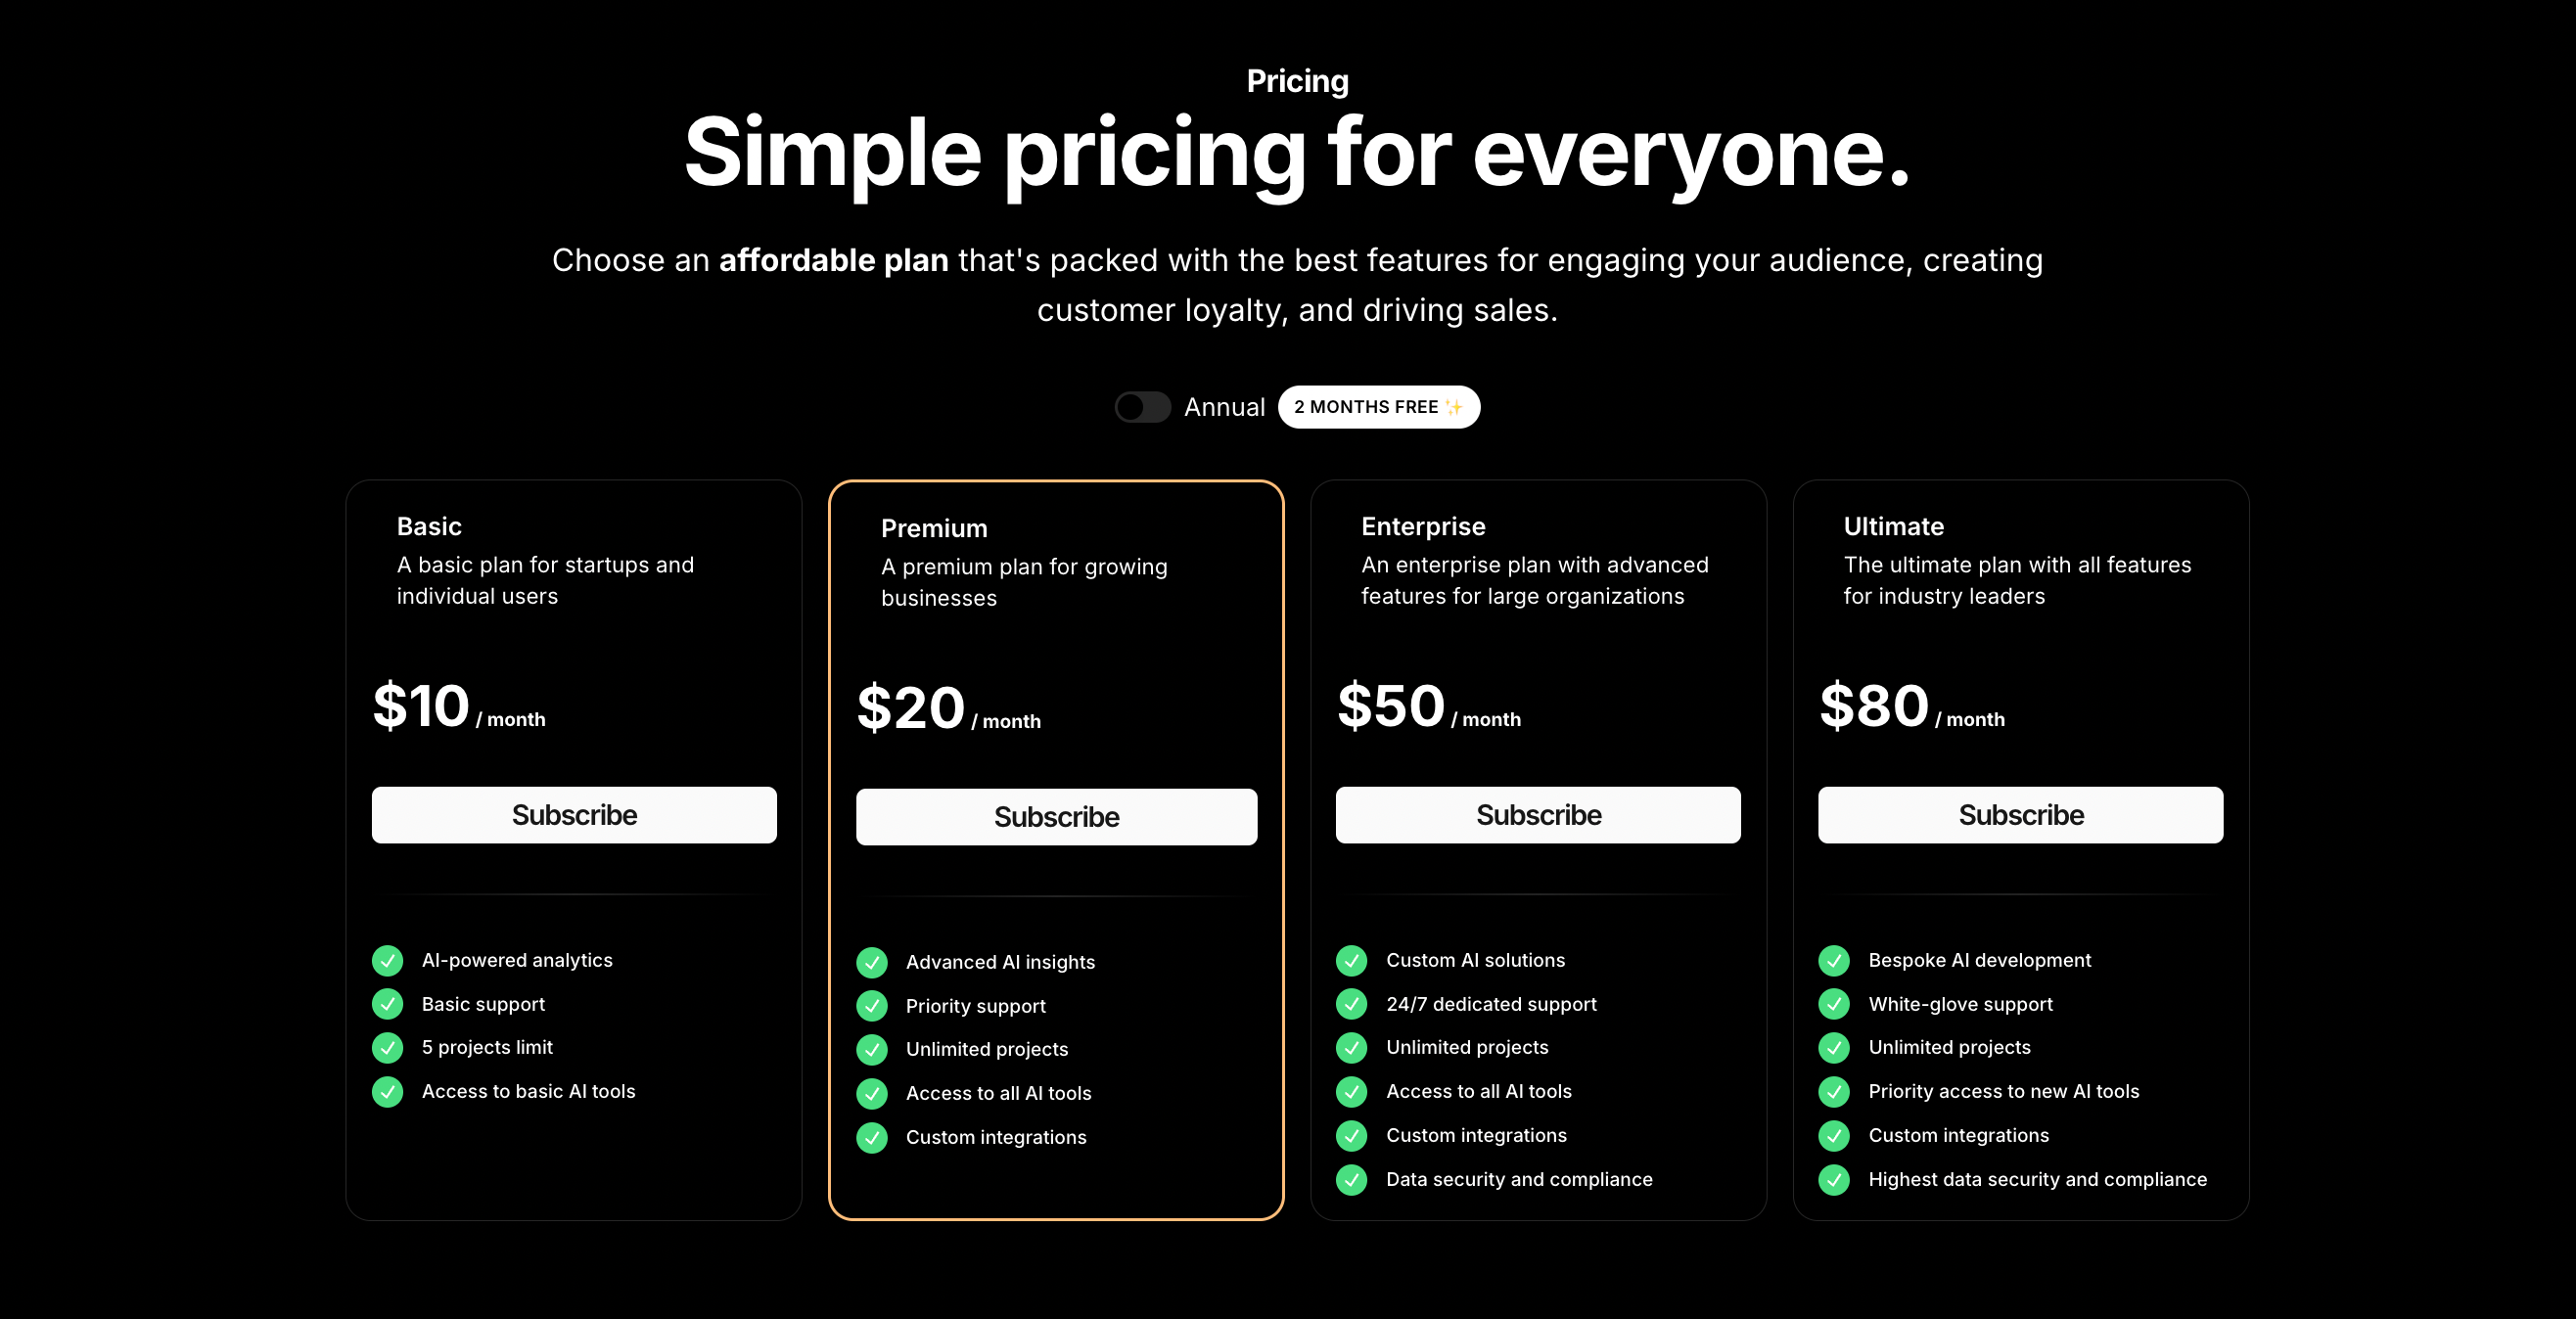 Pricing
Simple pricing for everyone.
Choose an affordable plan that's packed with the best features for engaging your audience, creating
customer loyalty, and driving sales.
Annual 2 MONTHS FREE ✨
Basic
A basic plan for startups and
individual users
$10 / month
Subscribe
AI-powered analytics
Basic support
5 projects limit
Access to basic AI tools
Premium
A premium plan for growing
businesses
$20 / month
Subscribe
Advanced AI insights
Priority support
Unlimited projects
Access to all AI tools
Custom integrations
Enterprise
An enterprise plan with advanced
features for large organizations
$50 / month
Subscribe
Custom AI solutions
24/7 dedicated support
Unlimited projects
Access to all AI tools
Custom integrations
Data security and compliance
Ultimate
The ultimate plan with all features
for industry leaders
$80 / month
Subscribe
Bespoke AI development
White-glove support
Unlimited projects
Priority access to new AI tools
Custom integrations
Highest data security and compliance